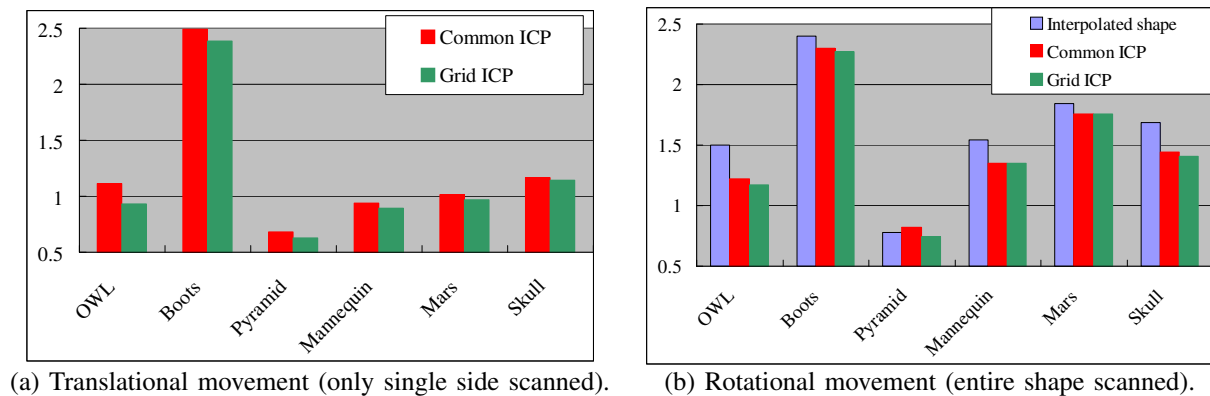 2.5
2
1.5
1
0.5
Common ICP
Grid ICP
OWL
Boots
Pyramid
Mannequin
Mars
Skull
(a) Translational movement (only single side scanned).
2.5
2
1.5
1
0.5
Interpolated shape
Common ICP
Grid ICP
OWL
Boots
Pyramid
Mannequin
Mars
Skull
(b) Rotational movement (entire shape scanned).